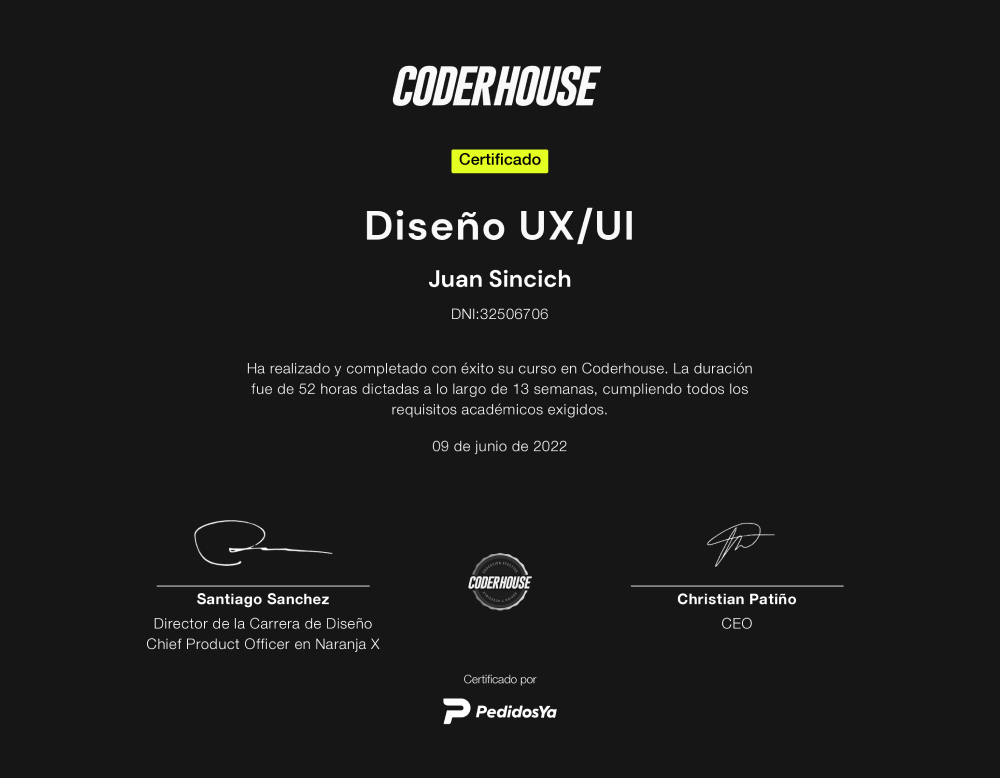 CODERHOUSE
Certificado
Diseño UX/UI
Juan Sincich
DNI:32506706
Ha realizado y completado con éxito su curso en Coderhouse. La duración
fue de 52 horas dictadas a lo largo de 13 semanas, cumpliendo todos los
requisitos académicos exigidos.
09 de junio de 2022
CODERHOUSE
Santiago Sanchez
Director de la Carrera de Diseño
Chief Product Officer en Naranja X
Christian Patiño
CEO
Certificado por
PedidosYa